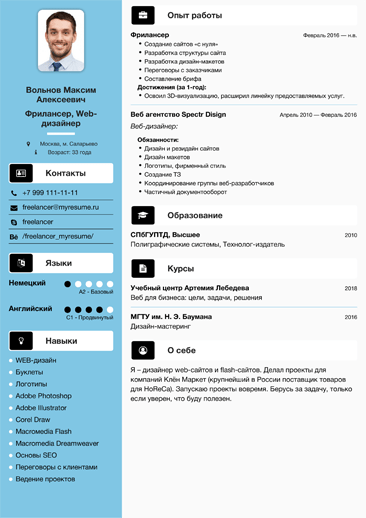 Вольнов Максим
Алексеевич
Фрилансер, Web-
дизайнер
Москва, м. Саларьево
Возраст: 33 года
Контакты
+7 999 111-11-11
freelancer@myresume.ru
freelancer
/freelancer_myresume/
Языки
Немецкий
A2 - Базовый
Английский
C1 - Продвинутый
Навыки
WEB-дизайн
Буклеты
Логотипы
Adobe Photoshop
Adobe Illustrator
Corel Draw
Macromedia Flash
Macromedia Dreamweaver
Основы SEO
Переговоры с клиентами
Ведение проектов
Опыт работы
Фрилансер Февраль 2016 — н.в.
Создание сайтов «с нуля»
Разработка структуры сайта
Разработка дизайн-макетов
Переговоры с заказчиками
Составление брифа
Достижения (за 1-год):
Освоил 3D-визуализацию, расширил линейку предоставляемых услуг.
Веб агентство Spectr Disign Апрель 2010 — Февраль 2016
Веб-дизайнер:
Обязанности:
Дизайн и резидайн сайтов
Дизайн макетов
Логотипы, фирменный стиль
Создание ТЗ
Координирование группы веб-разработчиков
Частичный документооборот
Образование
СПбГУПТД, Высшее 2010
Полиграфические системы, Технолог-издатель
Курсы
Учебный центр Артемия Лебедева 2018
Веб для бизнеса: цели, задачи, решения
МГТУ им. Н. Э. Баумана 2016
Дизайн-мастеринг
О себе
Я – дизайнер web-сайтов и flash-сайтов. Делал проекты для
компаний Клён Маркет (крупнейший в России поставщик товаров
для HoReCa). Запускаю проекты вовремя. Берусь за задачу, только
если уверен, что буду полезен.